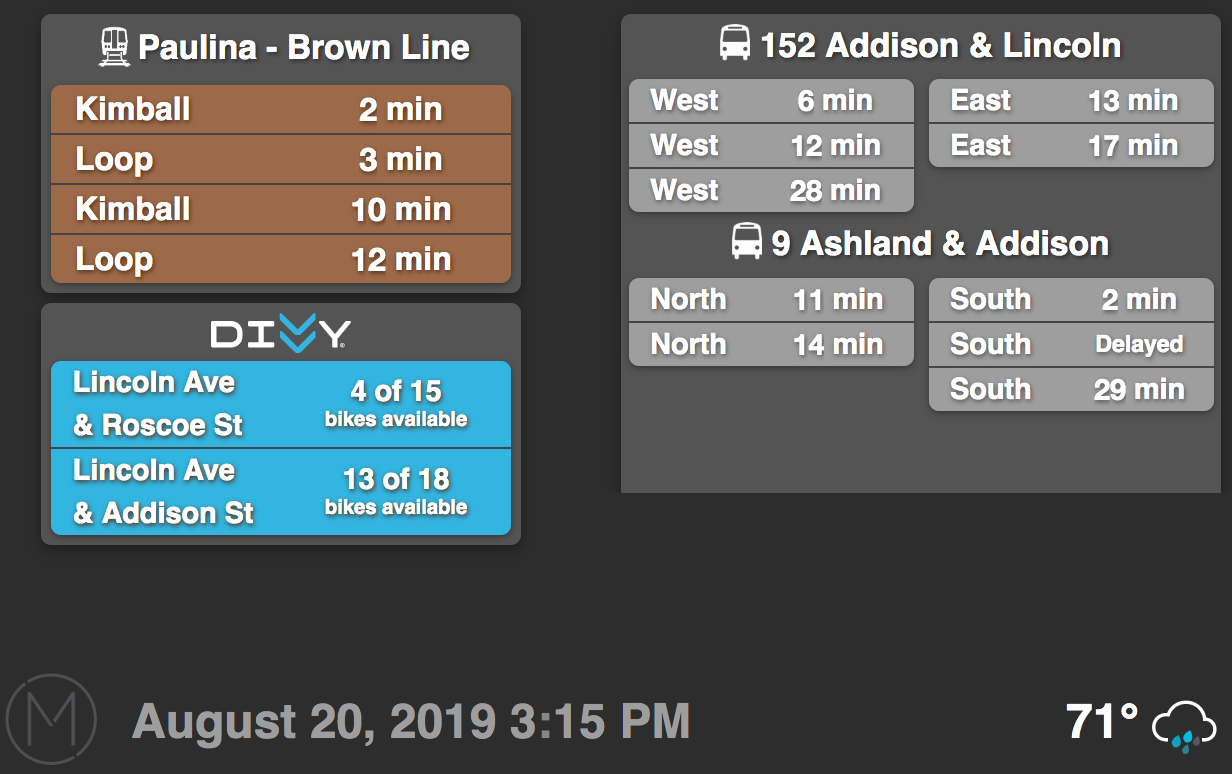 Paulina - Brown Line
Kimball 2 min
Loop 3 min
Kimball 10 min
Loop 12 min
DIVVY®
Lincoln Ave
& Roscoe St
4 of 15
bikes available
Lincoln Ave
& Addison St
13 of 18
bikes available
152 Addison & Lincoln
West 6 min
West 12 min
West 28 min
East 13 min
East 17 min
9 Ashland & Addison
North 11 min
North 14 min
South 2 min
South Delayed
South 29 min
M
August 20, 2019 3:15 PM
71°